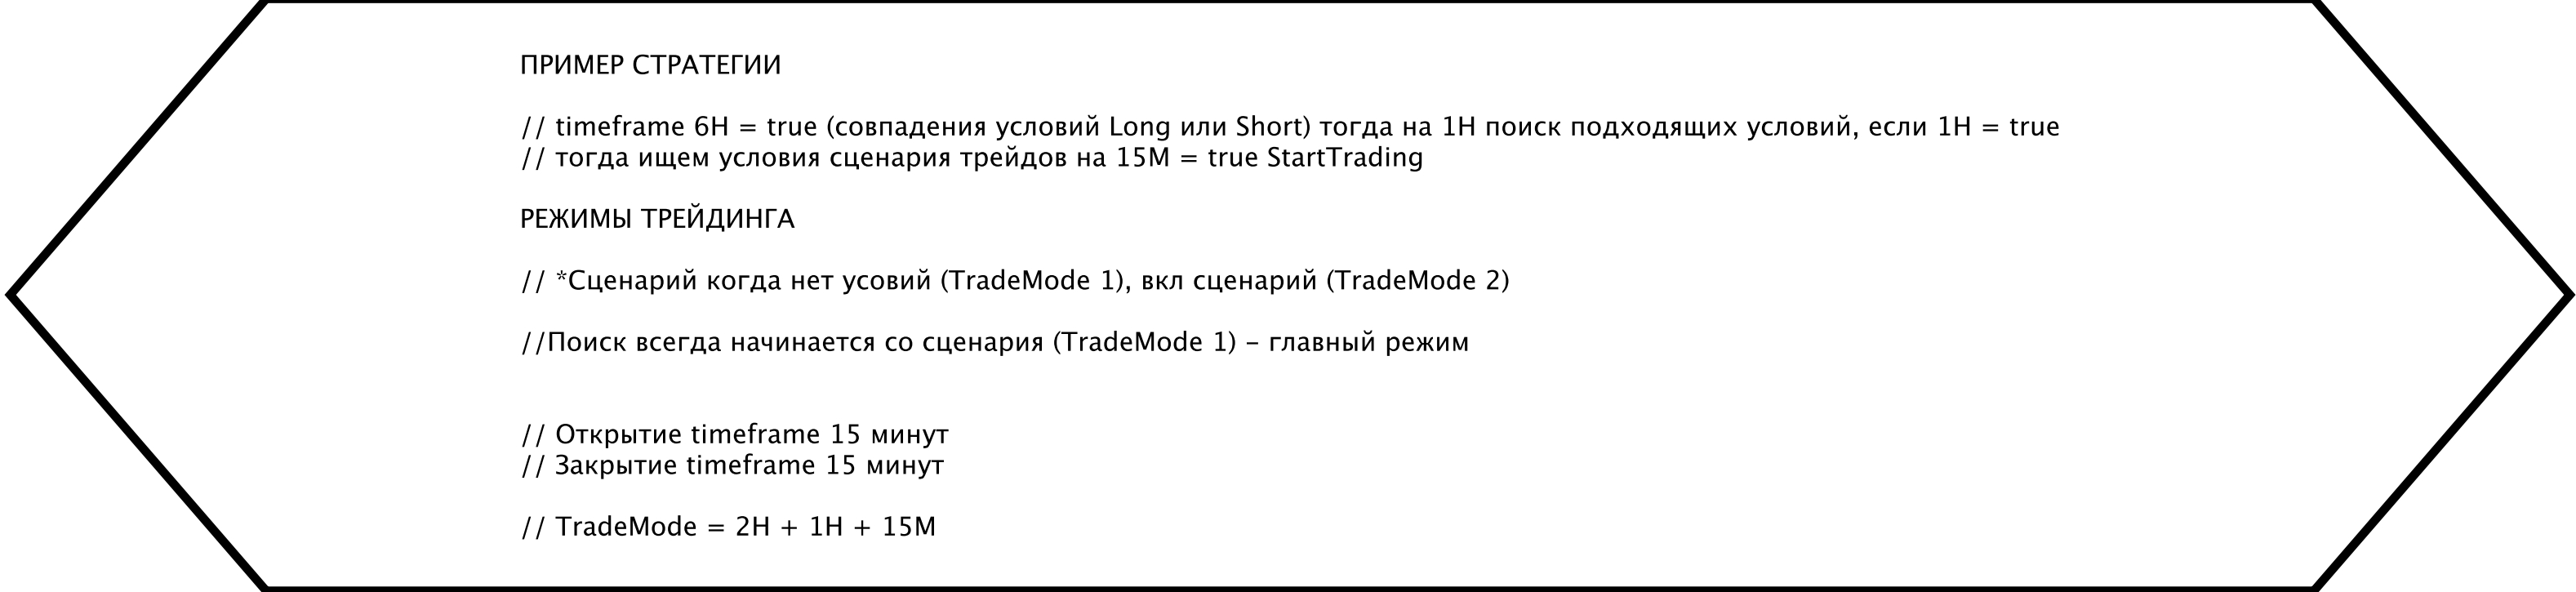 ПРИМЕР СТРАТЕГИИ
// timeframe 6H = true (совпадения условий Long или Short) тогда на 1H поиск подходящих условий, если 1H = true
// тогда ищем условия сценария трейдов на 15M = true StartTrading
РЕЖИМЫ ТРЕЙДИНГА
// *Сценарий когда нет усовий (TradeMode 1), вкл сценарий (TradeMode 2)
//Поиск всегда начинается со сценария (TradeMode 1) – главный режим
// Открытие timeframe 15 минут
// Закрытие timeframe 15 минут
// TradeMode = 2H + 1H + 15M